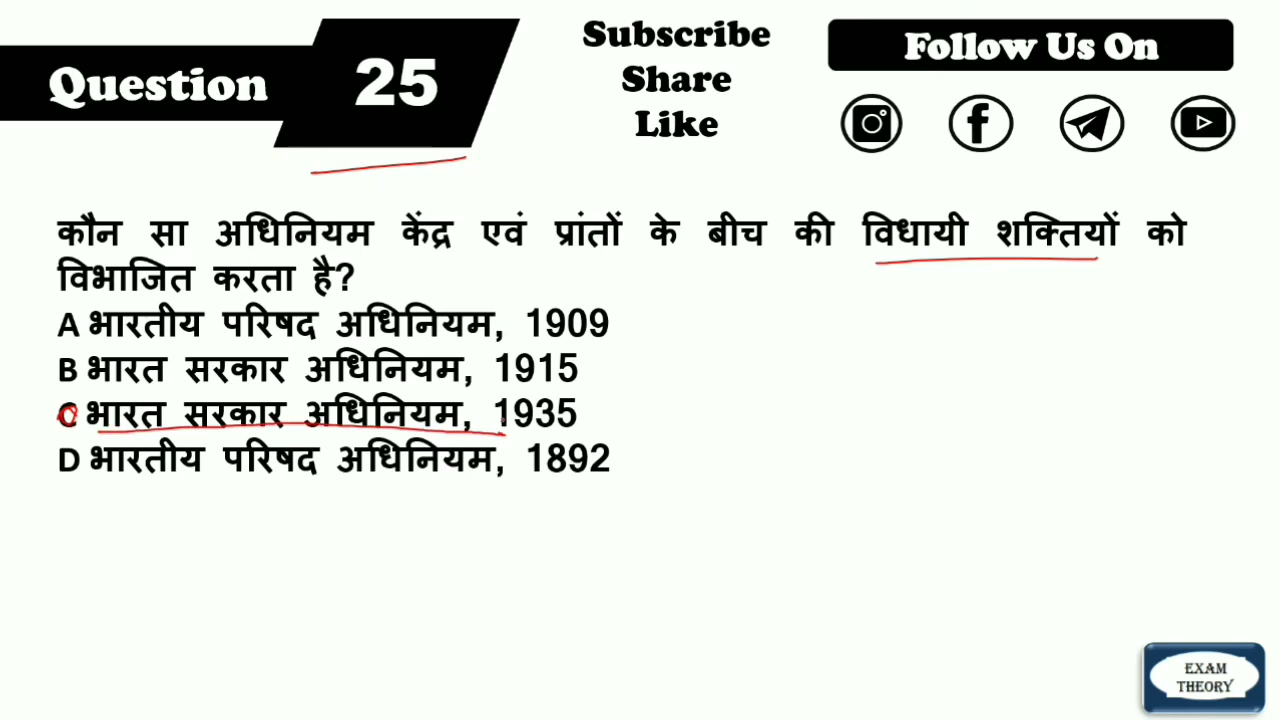 Question 25
Subscribe
Share
Like
Follow Us On
कौन सा अधिनियम केंद्र एवं प्रांतों के बीच की विधायी शक्तियों को
विभाजित करता है?
A भारतीय परिषद अधिनियम, 1909
B भारत सरकार अधिनियम, 1915
C भारत सरकार अधिनियम, 1935
D भारतीय परिषद अधिनियम, 1892
EXAM
THEORY